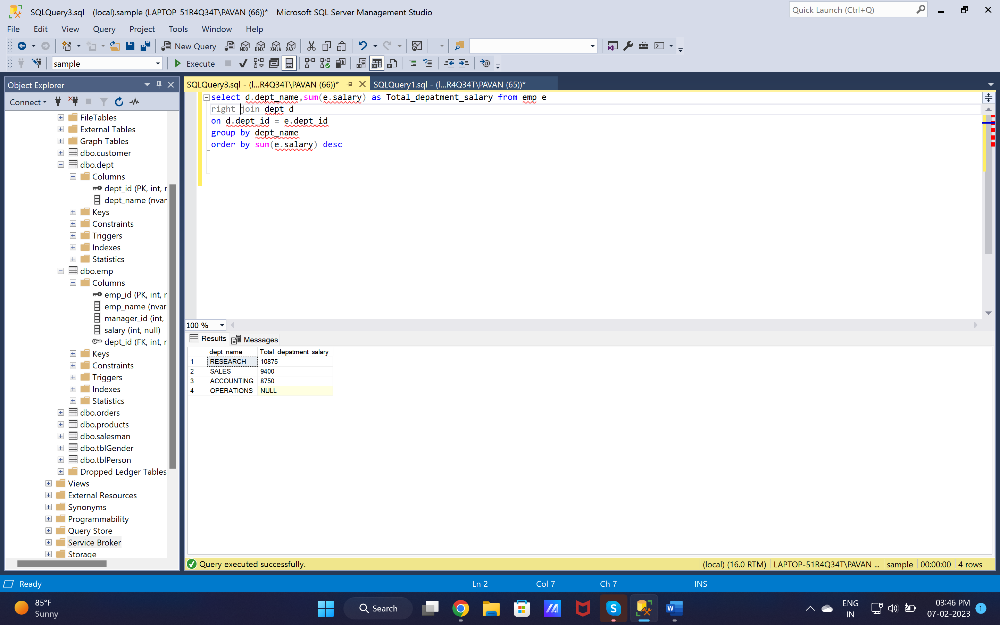 SQLQuery3.sql - (local).sample (LAPTOP-51R4Q34T\PAVAN (66))* - Microsoft SQL Server Management Studio
Quick Launch (Ctrl+Q)
File Edit View Query Project Tools Window Help
New Query MDX DMX XMLA DAX
sample Execute
Object Explorer
Connect
FileTables
External Tables
Graph Tables
dbo.customer
dbo.dept
Columns
dept_id (PK, int, r
dept_name (nvar
Keys
Constraints
Triggers
Indexes
Statistics
dbo.emp
Columns
emp_id (PK, int, r
emp_name (nvar
manager_id (int,
salary (int, null)
dept_id (FK, int, r
Keys
Constraints
Triggers
Indexes
Statistics
dbo.orders
dbo.products
dbo.salesman
dbo.tblGender
dbo.tblPerson
Dropped Ledger Tables
Views
External Resources
Synonyms
Programmability
Query Store
Service Broker
Storage
SQLQuery3.sql - (l...R4Q34T\PAVAN (66))* SQLQuery1.sql - (l...R4Q34T\PAVAN (65))*
select d.dept_name,sum(e.salary) as Total_depatment_salary from emp e
right join dept d
on d.dept_id = e.dept_id
group by dept_name
order by sum(e.salary) desc
100 %
Results Messages
dept_name Total_depatment_salary
1 RESEARCH 10875
2 SALES 9400
3 ACCOUNTING 8750
4 OPERATIONS NULL
Query executed successfully. (local) (16.0 RTM) LAPTOP-51R4Q34T\PAVAN ... sample 00:00:00 4 rows
Ready Ln 2 Col 7 Ch 7 INS
85°F
Sunny
Search
ENG
IN
03:46 PM
07-02-2023
1